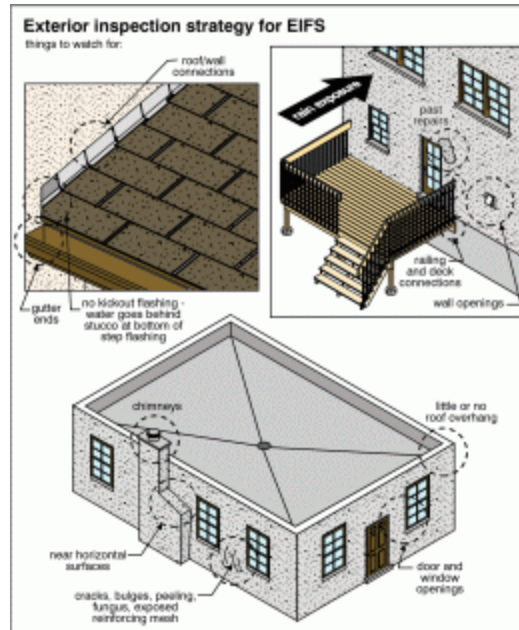 Exterior inspection strategy for EIFS
things to watch for:
roof/wall
connections
gutter
ends
no kickout flashing -
water goes behind
stucco at bottom of
step flashing
rain exposure
past
repairs
railing
and deck
connections
wall openings
chimneys
little or no
roof overhang
near horizontal
surfaces
cracks, bulges, peeling,
fungus, exposed
reinforcing mesh
door and
window
openings